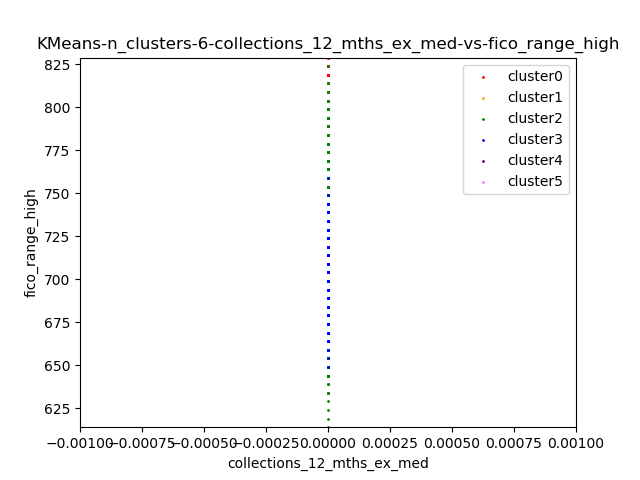 KMeans-n_clusters-6-collections_12_mths_ex_med-vs-fico_range_high
825
800
775
750
725
700
675
650
625
fico_range_high
cluster0
cluster1
cluster2
cluster3
cluster4
cluster5
−0.00100 −0.00075 −0.00050 −0.00025 0.00000 0.00025 0.00050 0.00075 0.00100
collections_12_mths_ex_med